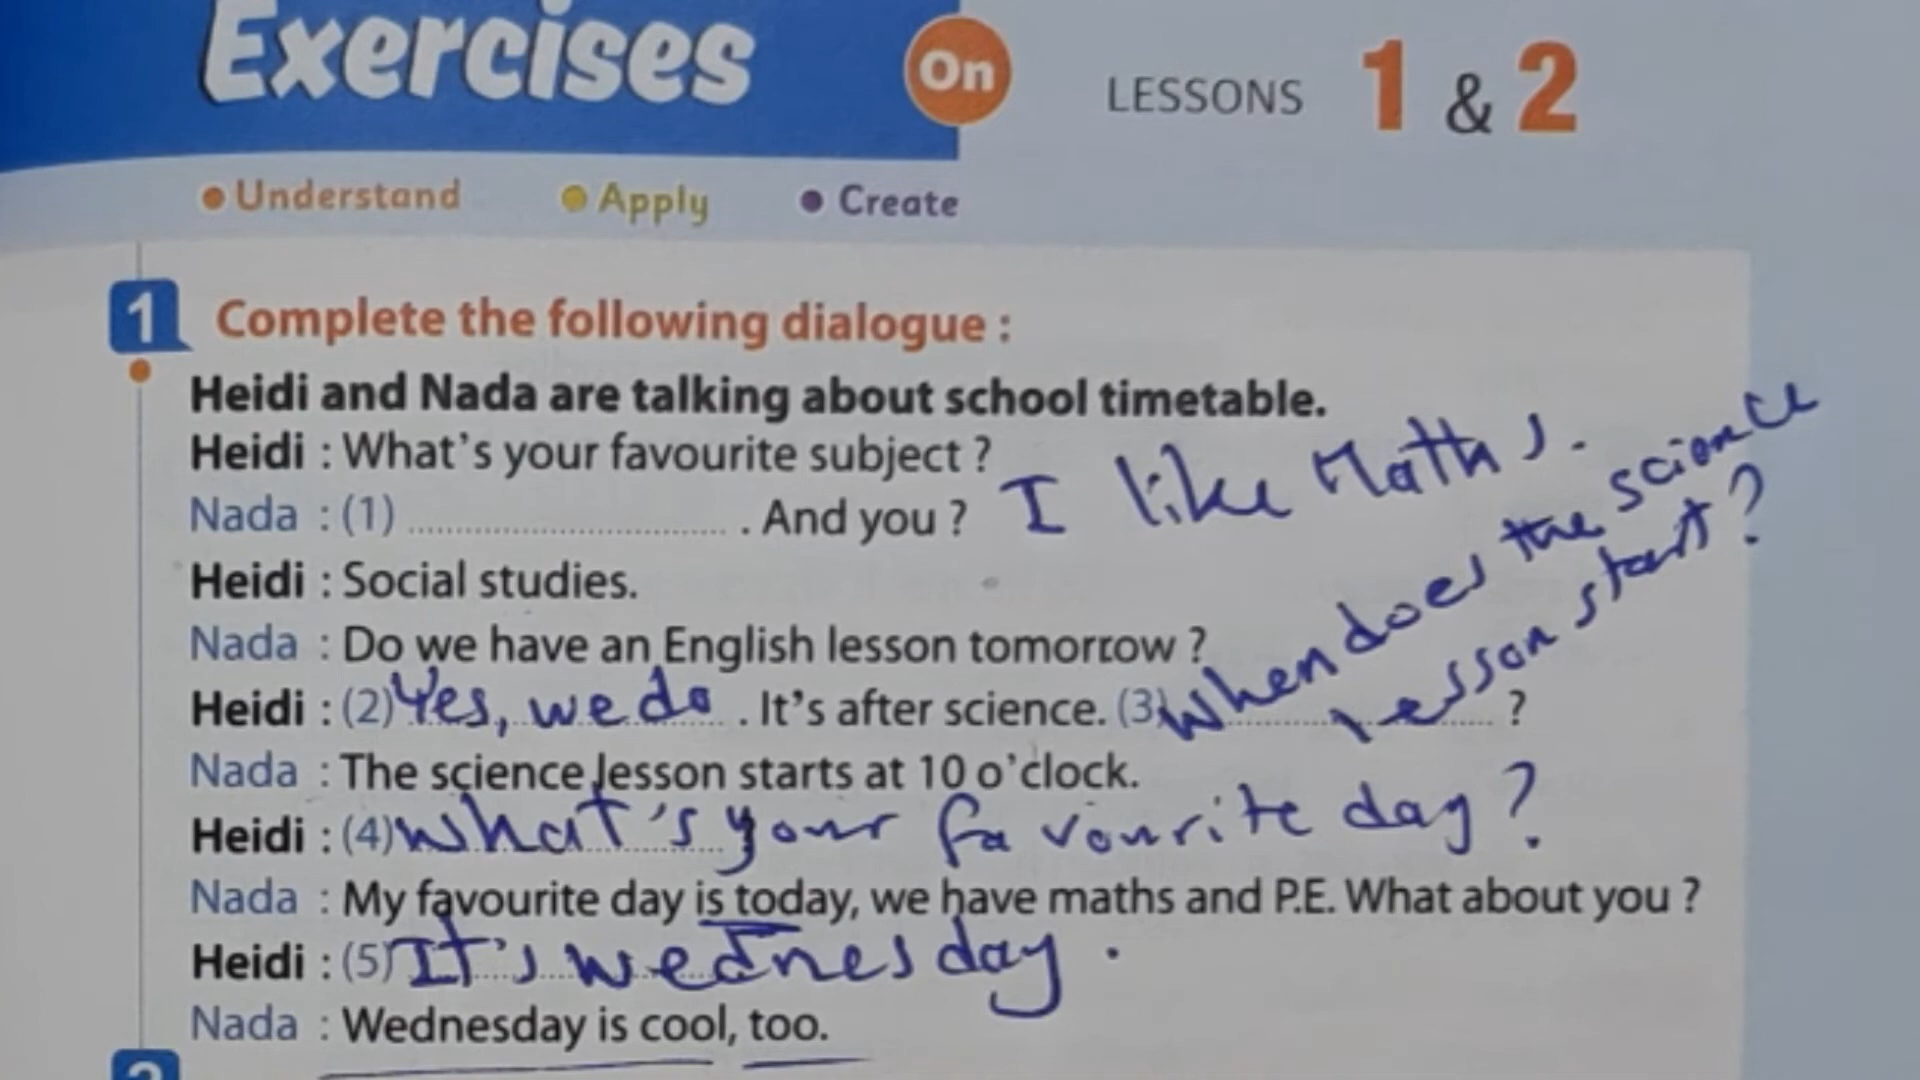 Exercises On LESSONS 1 & 2
Understand Apply Create
1 Complete the following dialogue :
Heidi and Nada are talking about school timetable.
Heidi : What's your favourite subject ?
Nada : (1) .............................. . And you ? I like Maths.
Heidi : Social studies.
Nada : Do we have an English lesson tomorrow ?
Heidi : (2) Yes, we do . It's after science. (3) When does the science lesson start? ?
Nada : The science lesson starts at 10 o'clock.
Heidi : (4) What's your favourite day?
Nada : My favourite day is today, we have maths and P.E. What about you ?
Heidi : (5) It's wednesday.
Nada : Wednesday is cool, too.
2